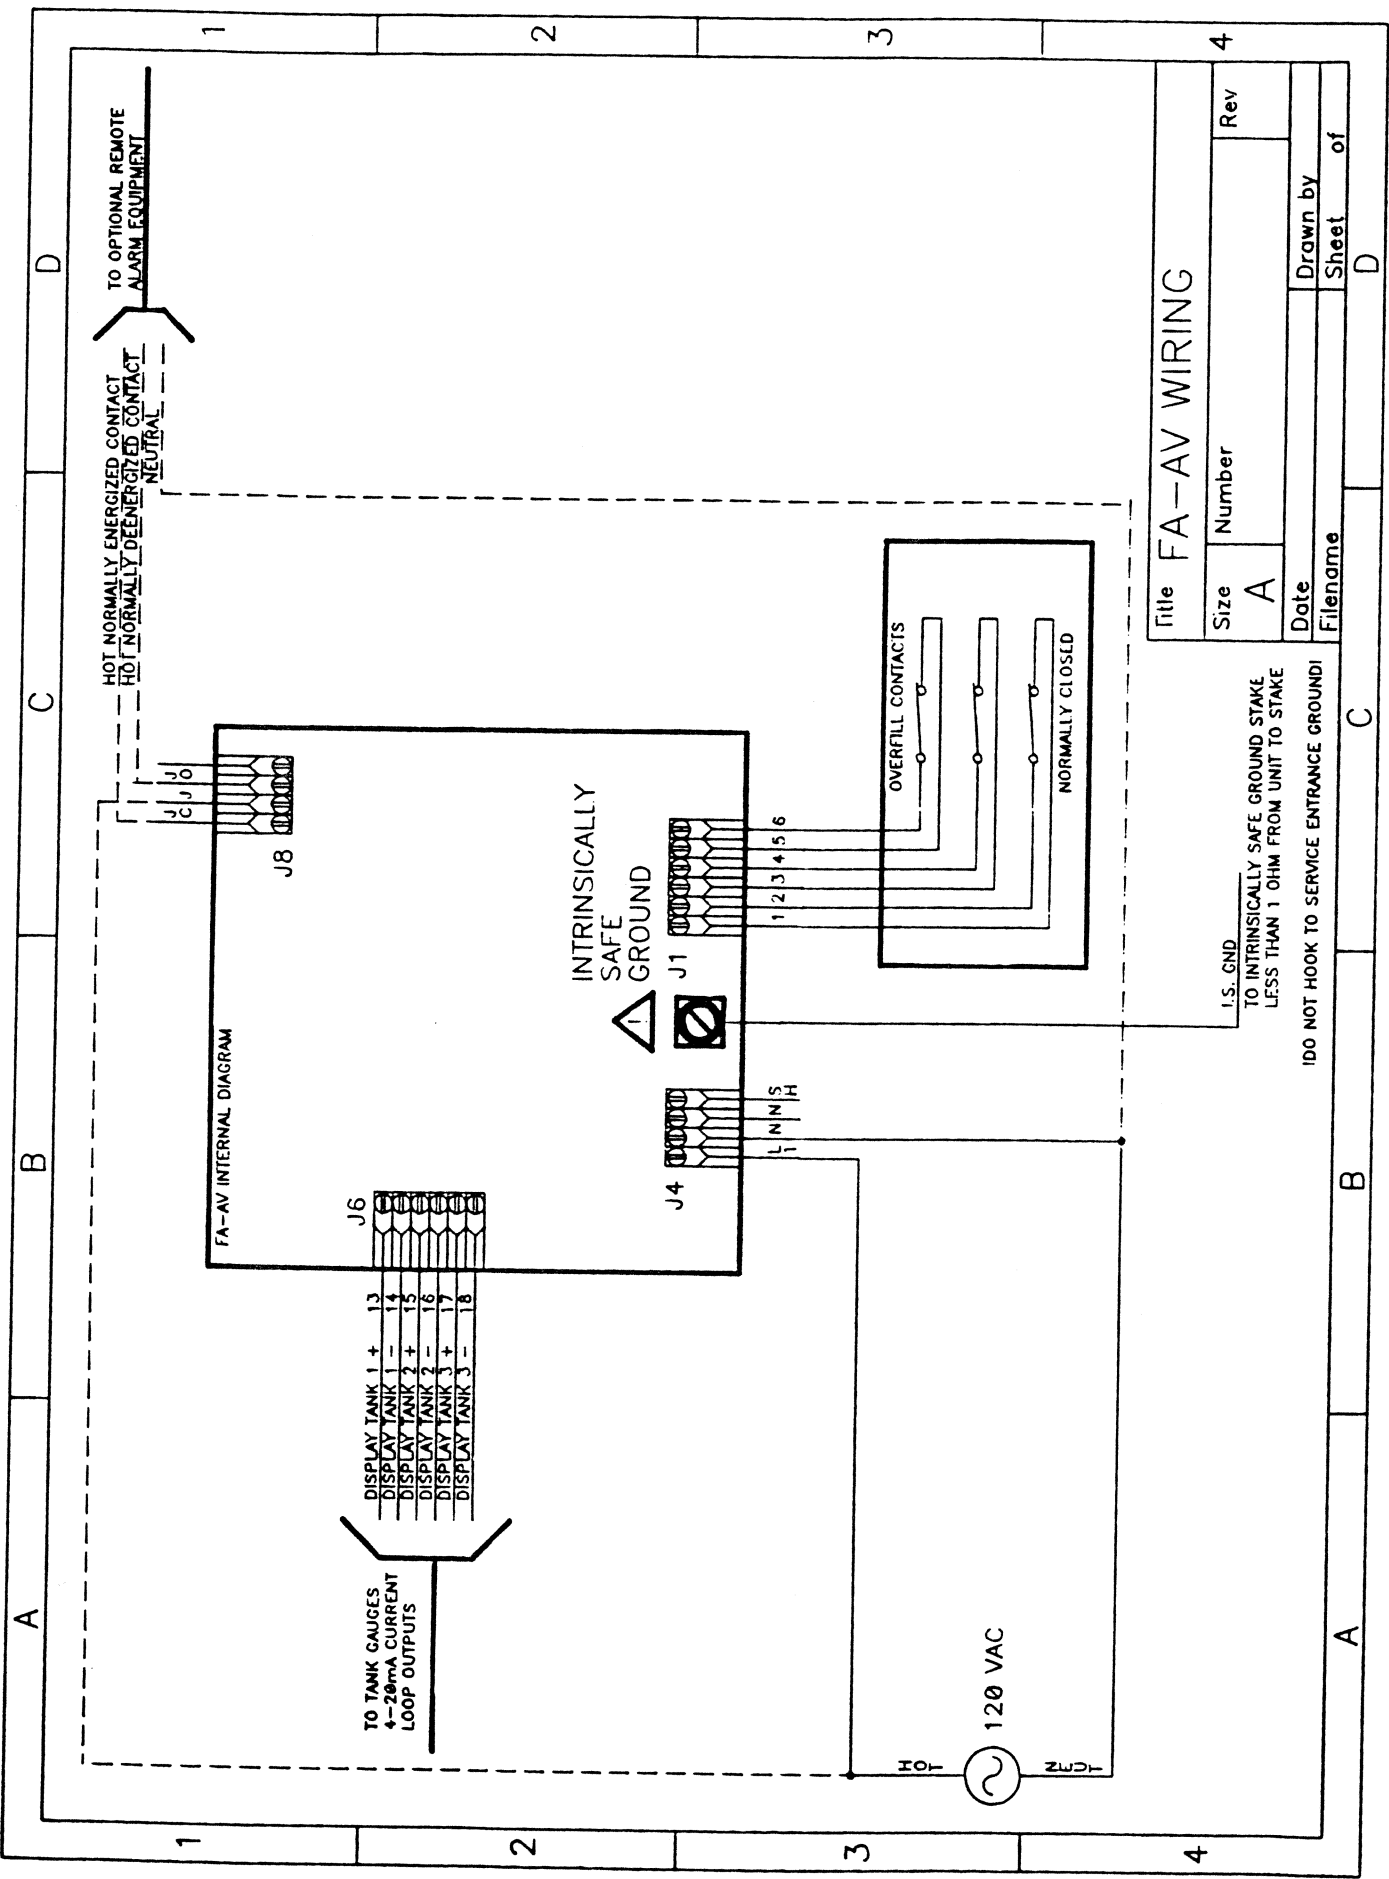 A
B
C
D
1
2
3
4
TO OPTIONAL REMOTE
ALARM EQUIPMENT
HOT NORMALLY ENERGIZED CONTACT
HOT NORMALLY DEENERGIZED CONTACT
NEUTRAL
FA-AV INTERNAL DIAGRAM
J
C
J
J
O
J8
TO TANK GAUGES
4-20mA CURRENT
LOOP OUTPUTS
DISPLAY TANK 1 + 13
DISPLAY TANK 1 - 14
DISPLAY TANK 2 + 15
DISPLAY TANK 2 - 16
DISPLAY TANK 3 + 17
DISPLAY TANK 3 - 18
J6
INTRINSICALLY
SAFE
GROUND
!
J4
J1
L
1
N
N
S
H
1 2 3 4 5 6
OVERFILL CONTACTS
NORMALLY CLOSED
HOT
120 VAC
NEUT
I.S. GND
TO INTRINSICALLY SAFE GROUND STAKE
LESS THAN 1 OHM FROM UNIT TO STAKE
!DO NOT HOOK TO SERVICE ENTRANCE GROUND!
Title FA-AV WIRING
Size Number Rev
A
Date Drawn by
Filename Sheet of
1
2
3
4
A
B
C
D